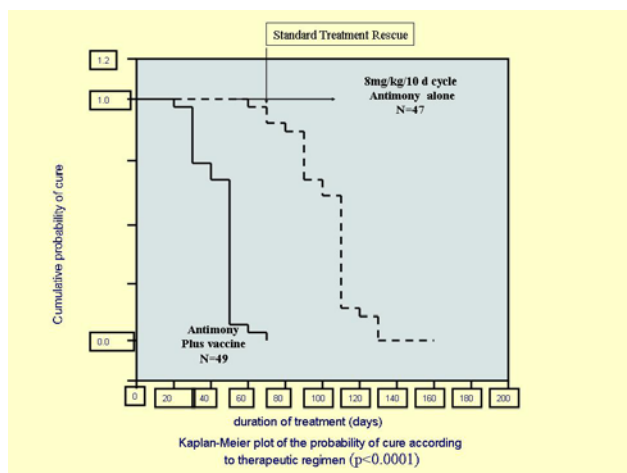 Standard Treatment Rescue
1.2
8mg/kg/10 d cycle
Antimony alone
N=47
1.0
Cumulative probability of cure
Antimony
Plus vaccine
N=49
0.0
0 20 40 60 80 100 120 140 160 180 200
duration of treatment (days)
Kaplan-Meier plot of the probability of cure according
to therapeutic regimen (p<0.0001)